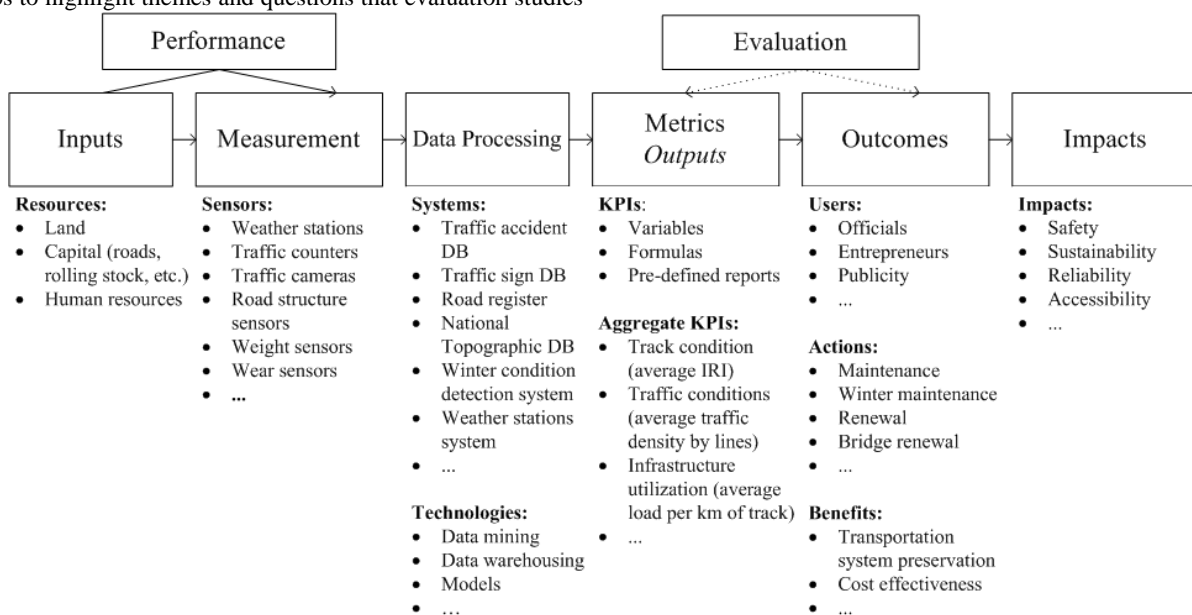 os to highlight themes and questions that evaluation studies
Performance
Evaluation
Inputs
Measurement
Data Processing
Metrics
Outputs
Outcomes
Impacts
Resources:
• Land
• Capital (roads,
rolling stock, etc.)
• Human resources
Sensors:
• Weather stations
• Traffic counters
• Traffic cameras
• Road structure
sensors
• Weight sensors
• Wear sensors
• ...
Systems:
• Traffic accident
DB
• Traffic sign DB
• Road register
• National
Topographic DB
• Winter condition
detection system
• Weather stations
system
• ...
Technologies:
• Data mining
• Data warehousing
• Models
• ...
KPIs:
• Variables
• Formulas
• Pre-defined reports
Aggregate KPIs:
• Track condition
(average IRI)
• Traffic conditions
(average traffic
density by lines)
• Infrastructure
utilization (average
load per km of track)
• ...
Users:
• Officials
• Entrepreneurs
• Publicity
• ...
Actions:
• Maintenance
• Winter maintenance
• Renewal
• Bridge renewal
• ...
Benefits:
• Transportation
system preservation
• Cost effectiveness
• ...
Impacts:
• Safety
• Sustainability
• Reliability
• Accessibility
• ...